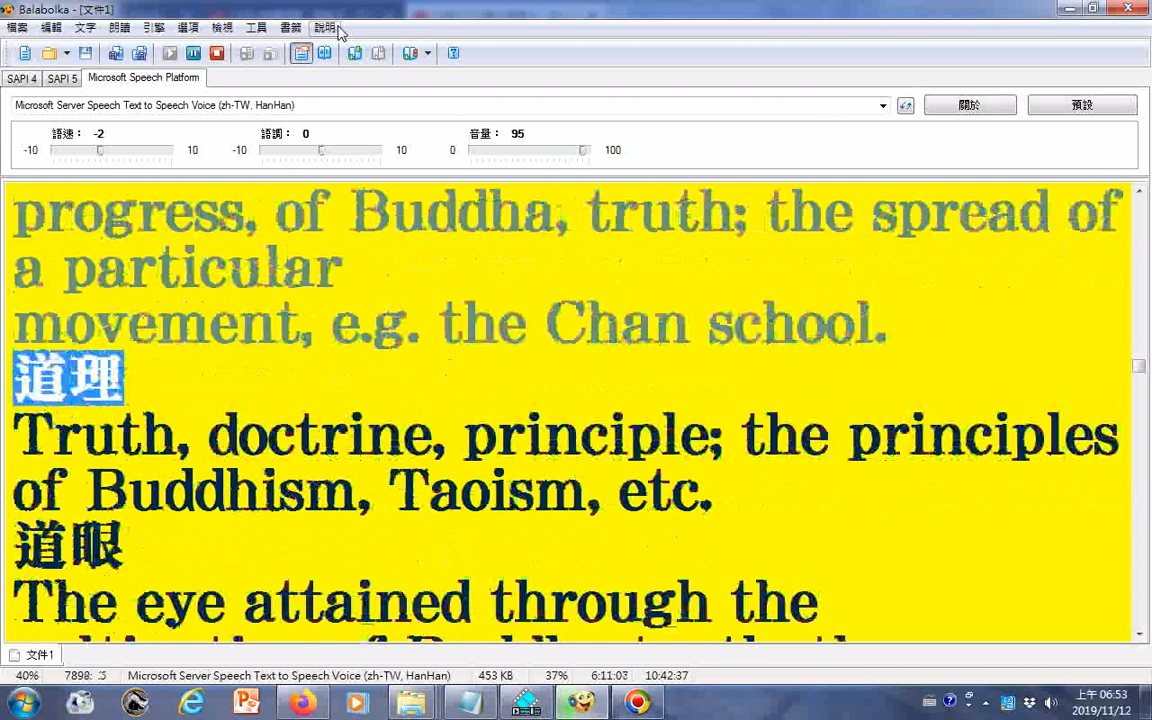 Balabolka - [文件1]
檔案 編輯 文字 朗讀 引擎 選項 檢視 工具 書籤 說明
SAPI 4 SAPI 5 Microsoft Speech Platform
Microsoft Server Speech Text to Speech Voice (zh-TW, HanHan) 關於 預設
語速： -2 語調： 0 音量： 95
-10 10 -10 10 0 100
progress, of Buddha, truth; the spread of
a particular
movement, e.g. the Chan school.
道理
Truth, doctrine, principle; the principles
of Buddhism, Taoism, etc.
道眼
The eye attained through the
文件1
40% Microsoft Server Speech Text to Speech Voice (zh-TW, HanHan) 453 KB 37% 6:11:03 10:42:37
上午 06:53
2019/11/12